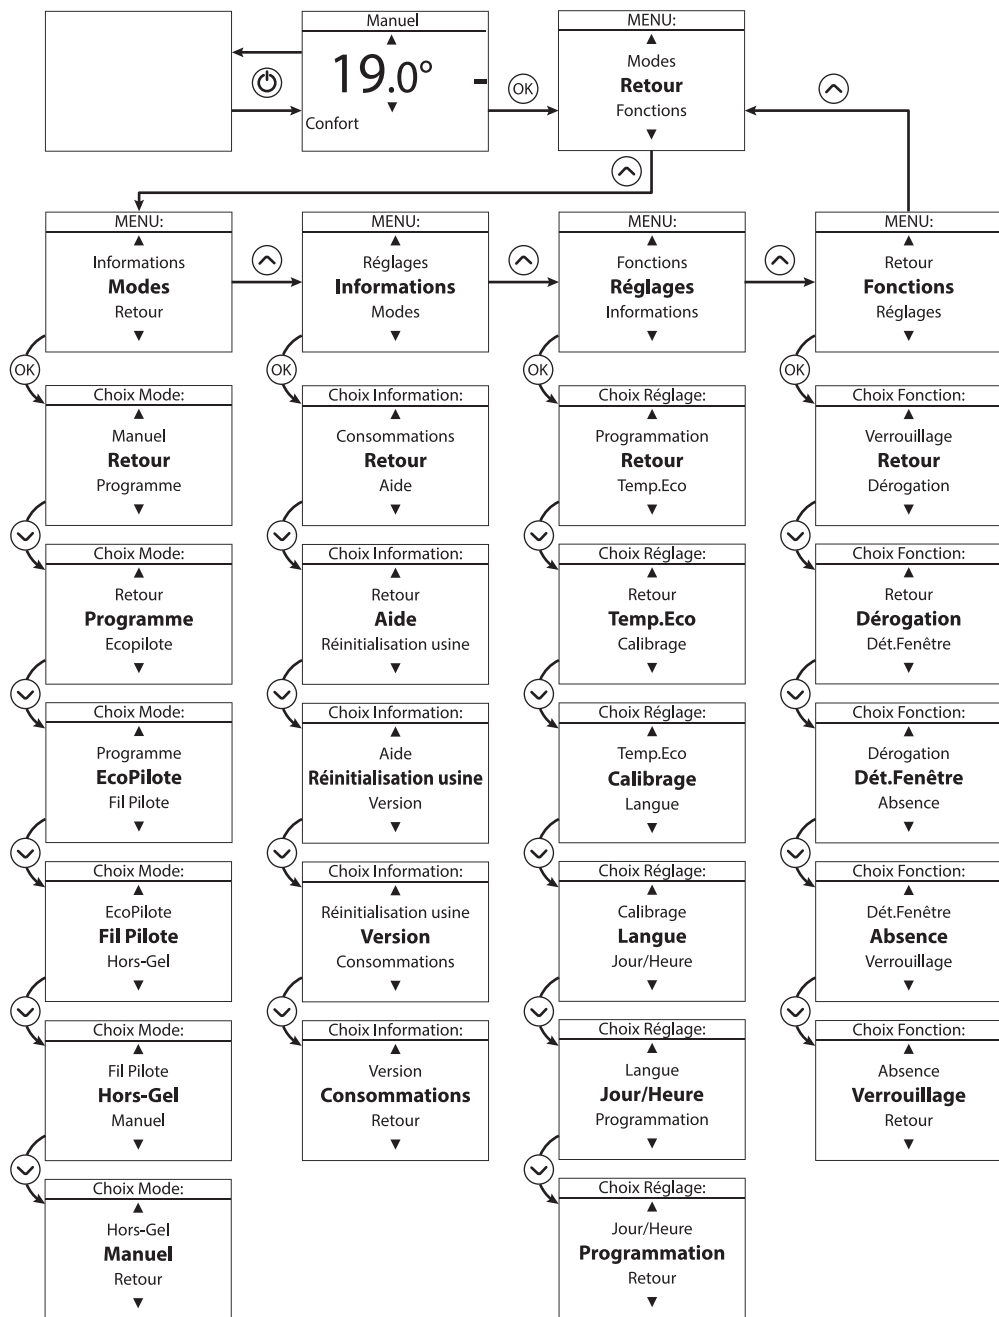 Manuel
19.0°
Confort
OK
MENU:
Modes
Retour
Fonctions
MENU:
Informations
Modes
Retour
MENU:
Réglages
Informations
Modes
MENU:
Fonctions
Réglages
Informations
MENU:
Retour
Fonctions
Réglages
OK
OK
OK
OK
Choix Mode:
Manuel
Retour
Programme
Choix Information:
Consommations
Retour
Aide
Choix Réglage:
Programmation
Retour
Temp.Eco
Choix Fonction:
Verrouillage
Retour
Dérogation
Choix Mode:
Retour
Programme
Ecopilote
Choix Information:
Retour
Aide
Réinitialisation usine
Choix Réglage:
Retour
Temp.Eco
Calibrage
Choix Fonction:
Retour
Dérogation
Dét.Fenêtre
Choix Mode:
Programme
EcoPilote
Fil Pilote
Choix Information:
Aide
Réinitialisation usine
Version
Choix Réglage:
Temp.Eco
Calibrage
Langue
Choix Fonction:
Dérogation
Dét.Fenêtre
Absence
Choix Mode:
EcoPilote
Fil Pilote
Hors-Gel
Choix Information:
Réinitialisation usine
Version
Consommations
Choix Réglage:
Calibrage
Langue
Jour/Heure
Choix Fonction:
Dét.Fenêtre
Absence
Verrouillage
Choix Mode:
Fil Pilote
Hors-Gel
Manuel
Choix Information:
Version
Consommations
Retour
Choix Réglage:
Langue
Jour/Heure
Programmation
Choix Fonction:
Absence
Verrouillage
Retour
Choix Mode:
Hors-Gel
Manuel
Retour
Choix Réglage:
Jour/Heure
Programmation
Retour